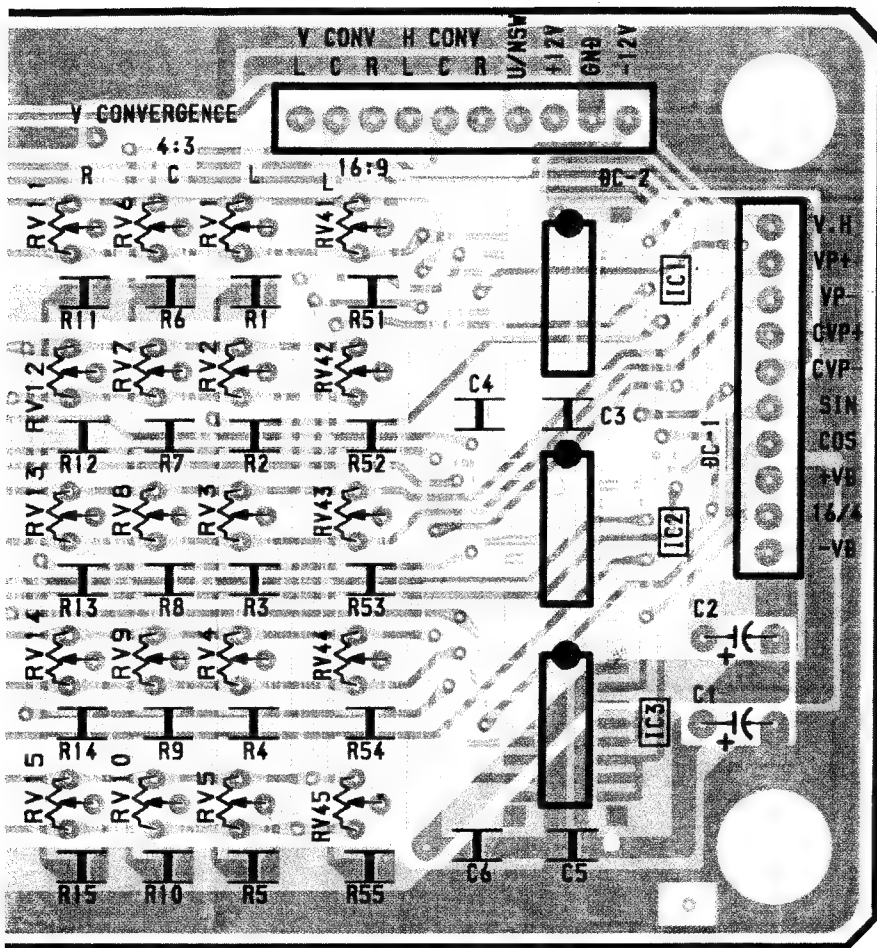 V CONV H CONV
L C R L C R U/NSW +12V GND -12V
V CONVERGENCE
4:3
16:9
R C L L
DC-2
RV11 RV6 RV1 RV41
IC1
V.H
VP+
VP-
CVP+
CVP-
SIN
COS
+VB
16/4
-VB
R11 R6 R1 R51
RV12 RV7 RV2 RV42
C4
C3
DC-1
R12 R7 R2 R52
RV13 RV8 RV3 RV43
IC2
R13 R8 R3 R53
C2
+
RV14 RV9 RV4 RV44
C1
+
IC3
R14 R9 R4 R54
RV15 RV10 RV5 RV45
C6 C5
R15 R10 R5 R55